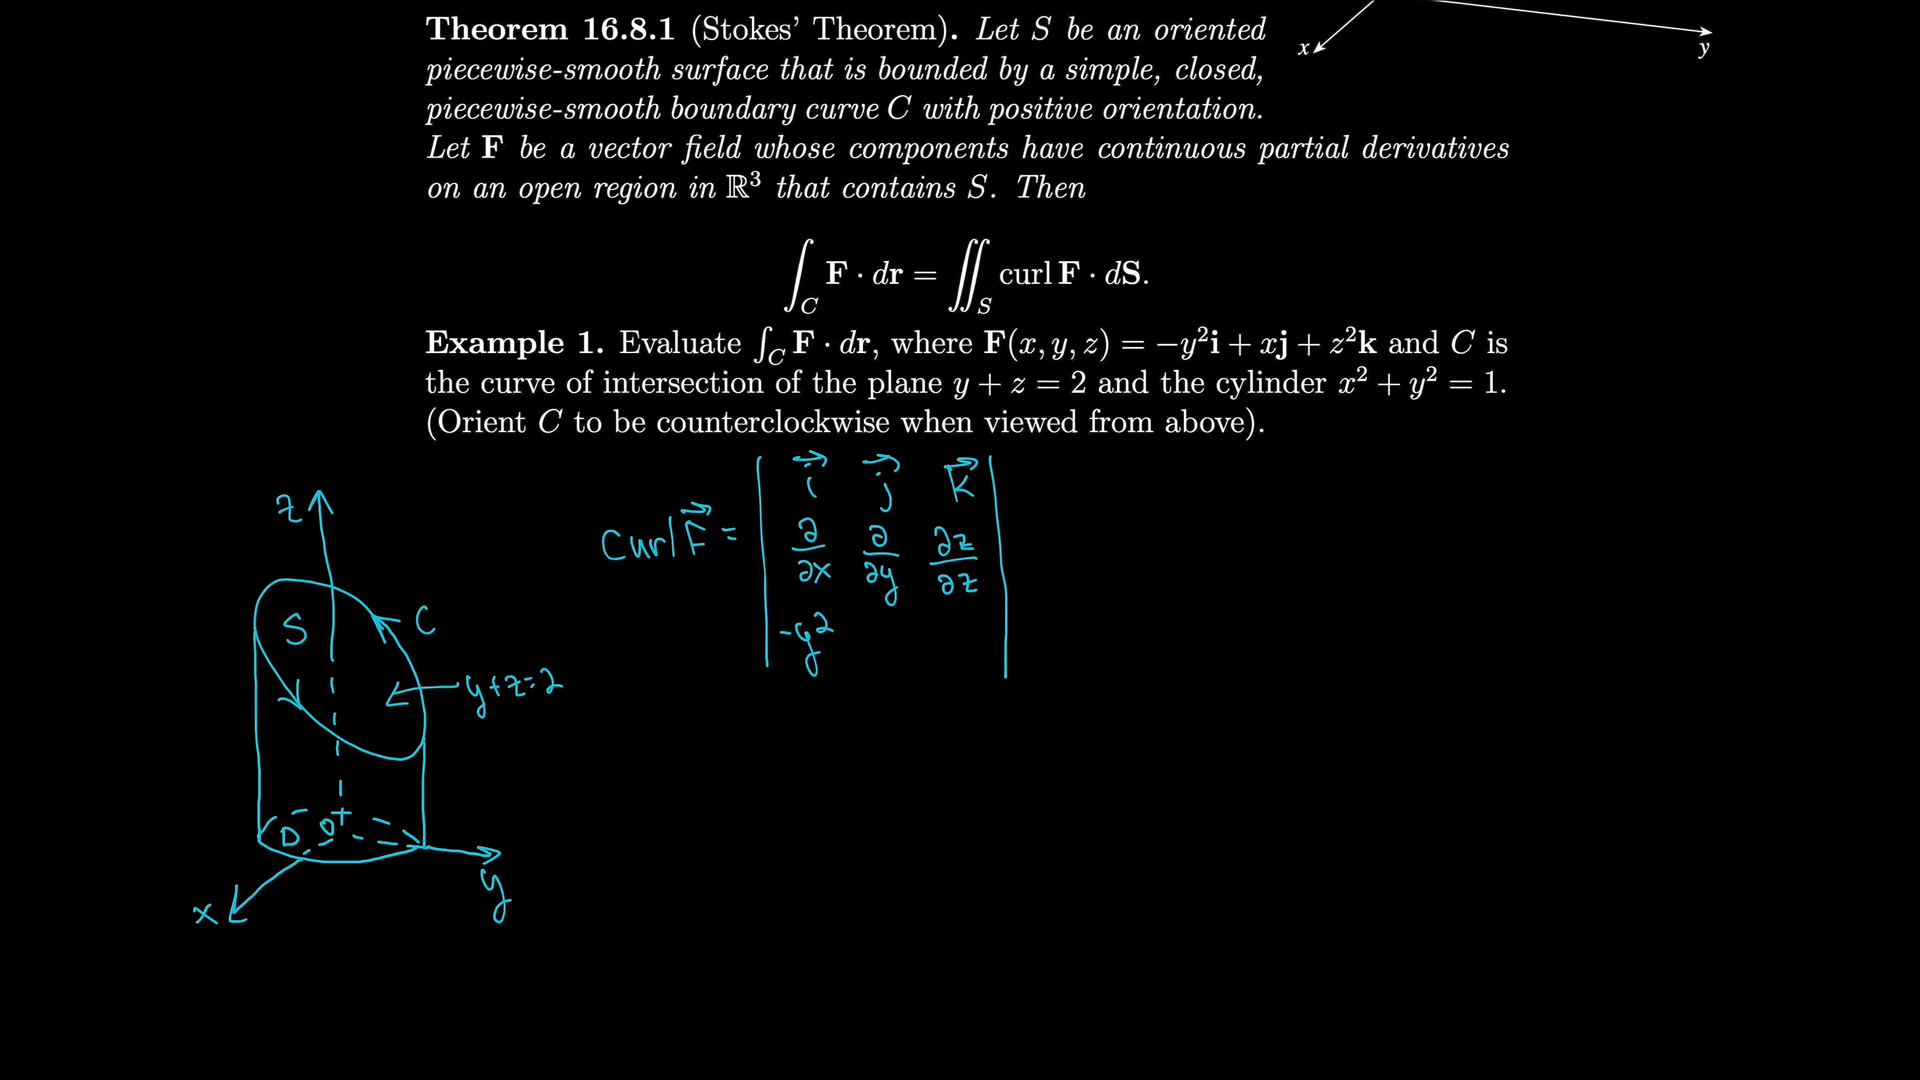 Theorem 16.8.1 (Stokes' Theorem). Let S be an oriented
piecewise-smooth surface that is bounded by a simple, closed,
piecewise-smooth boundary curve C with positive orientation.
Let F be a vector field whose components have continuous partial derivatives
on an open region in ℝ³ that contains S. Then
x
y
∫_C F · dr = ∬_S curl F · dS.
Example 1. Evaluate ∫_C F · dr, where F(x, y, z) = −y²i + xj + z²k and C is
the curve of intersection of the plane y + z = 2 and the cylinder x² + y² = 1.
(Orient C to be counterclockwise when viewed from above).
Curl F⃗ =
i⃗ j⃗ k⃗
∂/∂x ∂/∂y ∂z/∂z
-y²
z
S
C
y+z=2
D
0
x
y